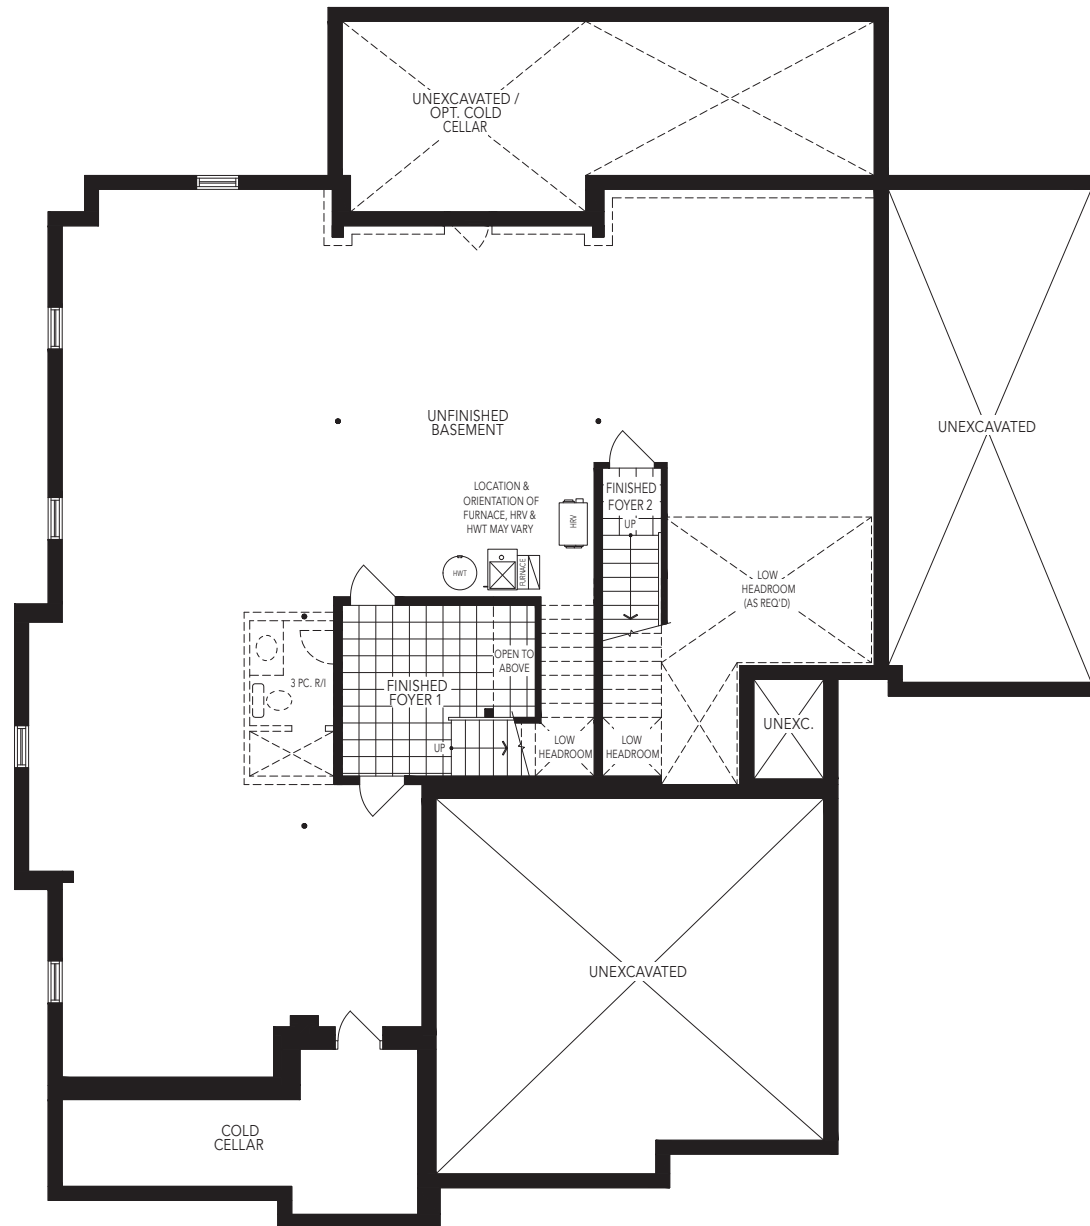 UNEXCAVATED /
OPT. COLD
CELLAR
UNFINISHED
BASEMENT
UNEXCAVATED
LOCATION &
ORIENTATION OF
FURNACE, HRV &
HWT MAY VARY
HRV
FINISHED
FOYER 2
UP
HWT
FURNACE
LOW
HEADROOM
(AS REQ'D)
OPEN TO
ABOVE
3 PC. R/I
FINISHED
FOYER 1
UP
LOW
HEADROOM
LOW
HEADROOM
UNEXC.
UNEXCAVATED
COLD
CELLAR